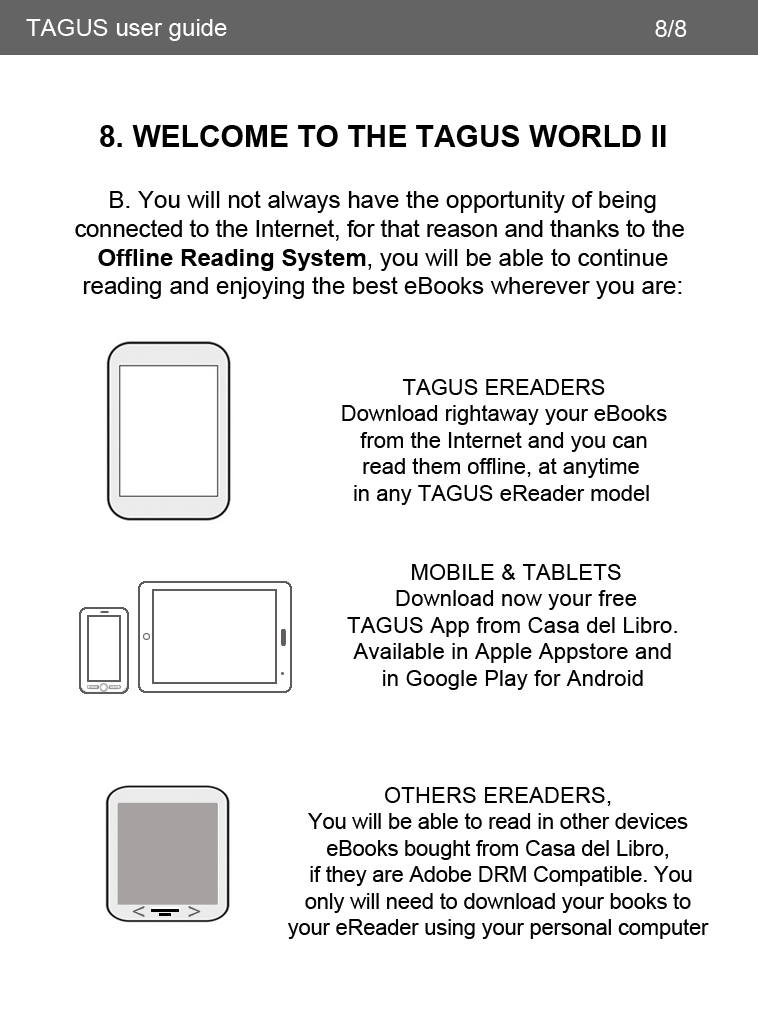 TAGUS user guide 8/8
8. WELCOME TO THE TAGUS WORLD II
B. You will not always have the opportunity of being
connected to the Internet, for that reason and thanks to the
Offline Reading System, you will be able to continue
reading and enjoying the best eBooks wherever you are:
TAGUS EREADERS
Download rightaway your eBooks
from the Internet and you can
read them offline, at anytime
in any TAGUS eReader model
MOBILE & TABLETS
Download now your free
TAGUS App from Casa del Libro.
Available in Apple Appstore and
in Google Play for Android
OTHERS EREADERS,
You will be able to read in other devices
eBooks bought from Casa del Libro,
if they are Adobe DRM Compatible. You
only will need to download your books to
your eReader using your personal computer